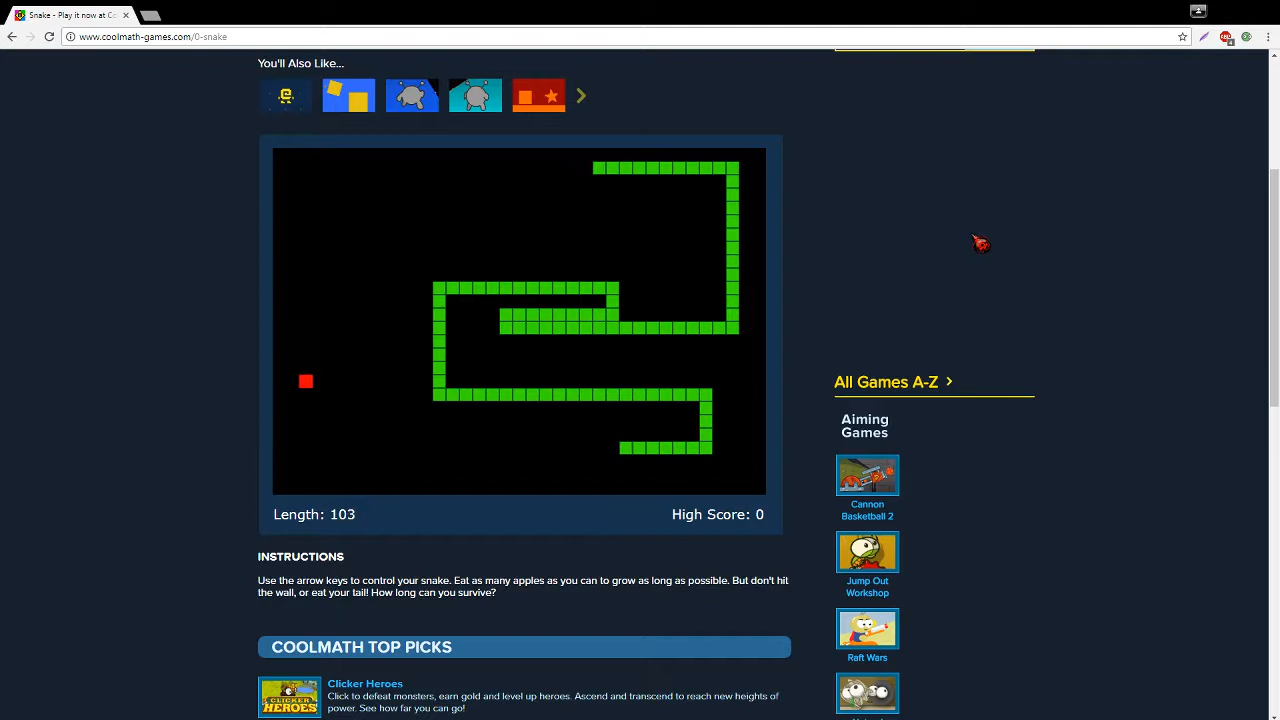 Snake - Play it now at Co
www.coolmath-games.com/0-snake
You'll Also Like...
Length: 103
High Score: 0
INSTRUCTIONS
Use the arrow keys to control your snake. Eat as many apples as you can to grow as long as possible. But don't hit
the wall, or eat your tail! How long can you survive?
COOLMATH TOP PICKS
Clicker Heroes
Click to defeat monsters, earn gold and level up heroes. Ascend and transcend to reach new heights of
power. See how far you can go!
CLICKER
HEROES
All Games A-Z
Aiming
Games
Cannon
Basketball 2
Jump Out
Workshop
Raft Wars